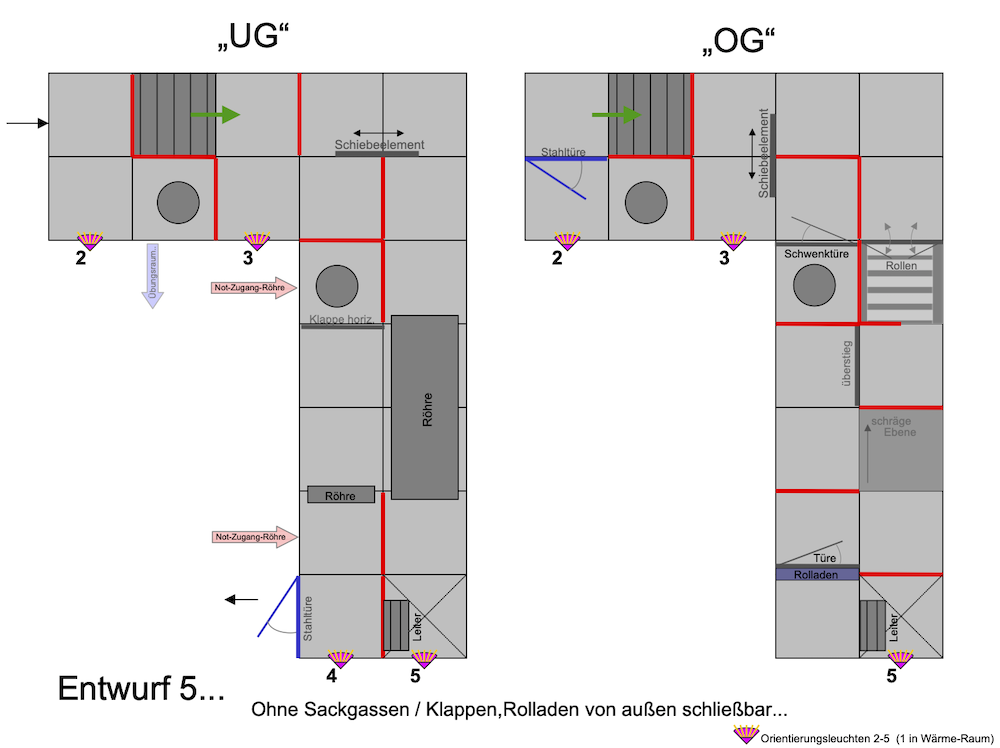 „UG“
„OG“
Schiebeelement
Schiebeelement
Stahltüre
2
3
2
3
Übungsraum
Not-Zugang-Röhre
Schwenktüre
Rollen
Klappe horiz.
überstieg
Röhre
schräge
Ebene
Röhre
Not-Zugang-Röhre
Türe
Rolladen
Stahltüre
Leiter
Leiter
4
5
5
Entwurf 5...
Ohne Sackgassen / Klappen,Rolladen von außen schließbar...
Orientierungsleuchten 2-5 (1 in Wärme-Raum)